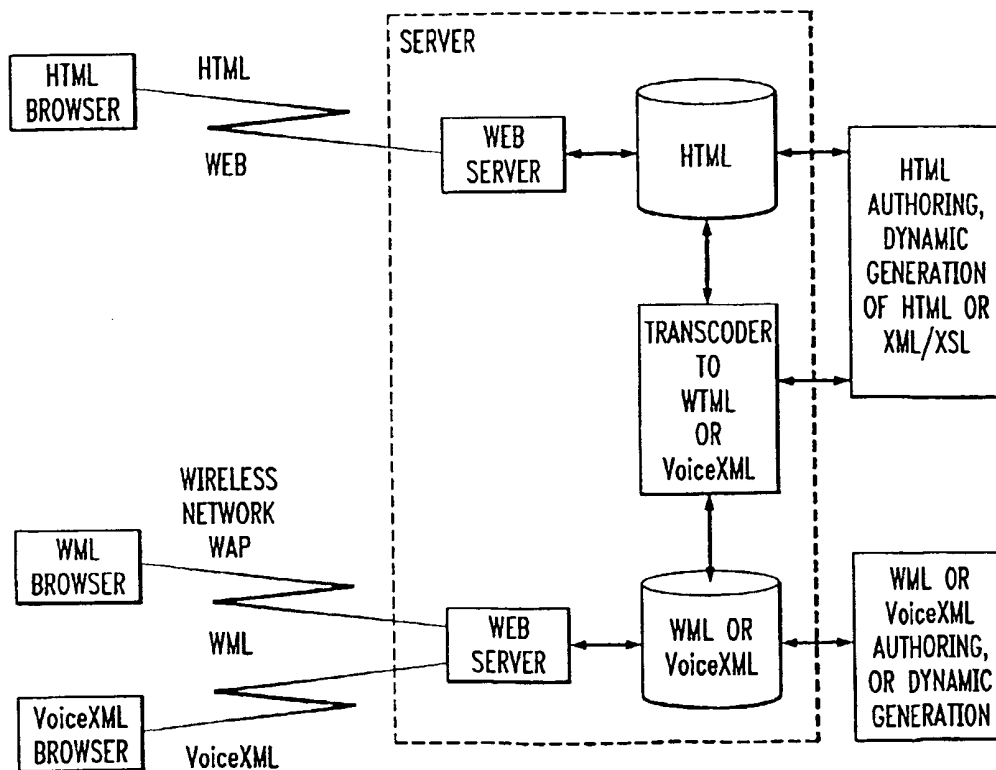 SERVER
HTML
BROWSER
HTML
WEB
WEB
SERVER
HTML
HTML
AUTHORING,
DYNAMIC
GENERATION
OF HTML OR
XML/XSL
TRANSCODER
TO
WTML
OR
VoiceXML
WIRELESS
NETWORK
WAP
WML
BROWSER
WML
WEB
SERVER
WML OR
VoiceXML
WML OR
VoiceXML
AUTHORING,
OR DYNAMIC
GENERATION
VoiceXML
BROWSER
VoiceXML